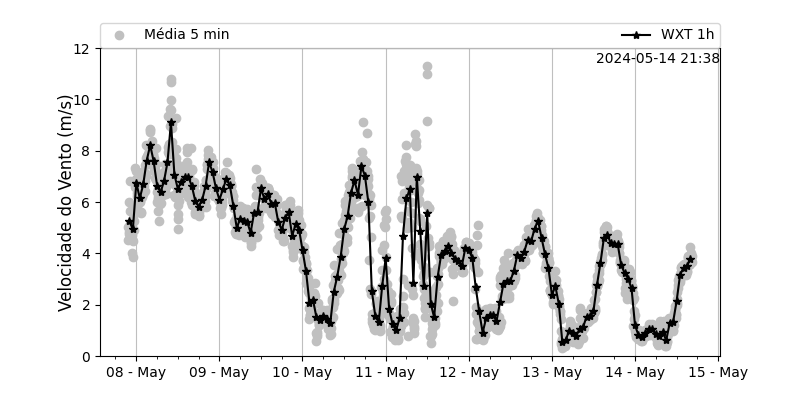 Média 5 min
WXT 1h
2024-05-14 21:38
Velocidade do Vento (m/s)
12
10
8
6
4
2
0
08 - May 09 - May 10 - May 11 - May 12 - May 13 - May 14 - May 15 - May